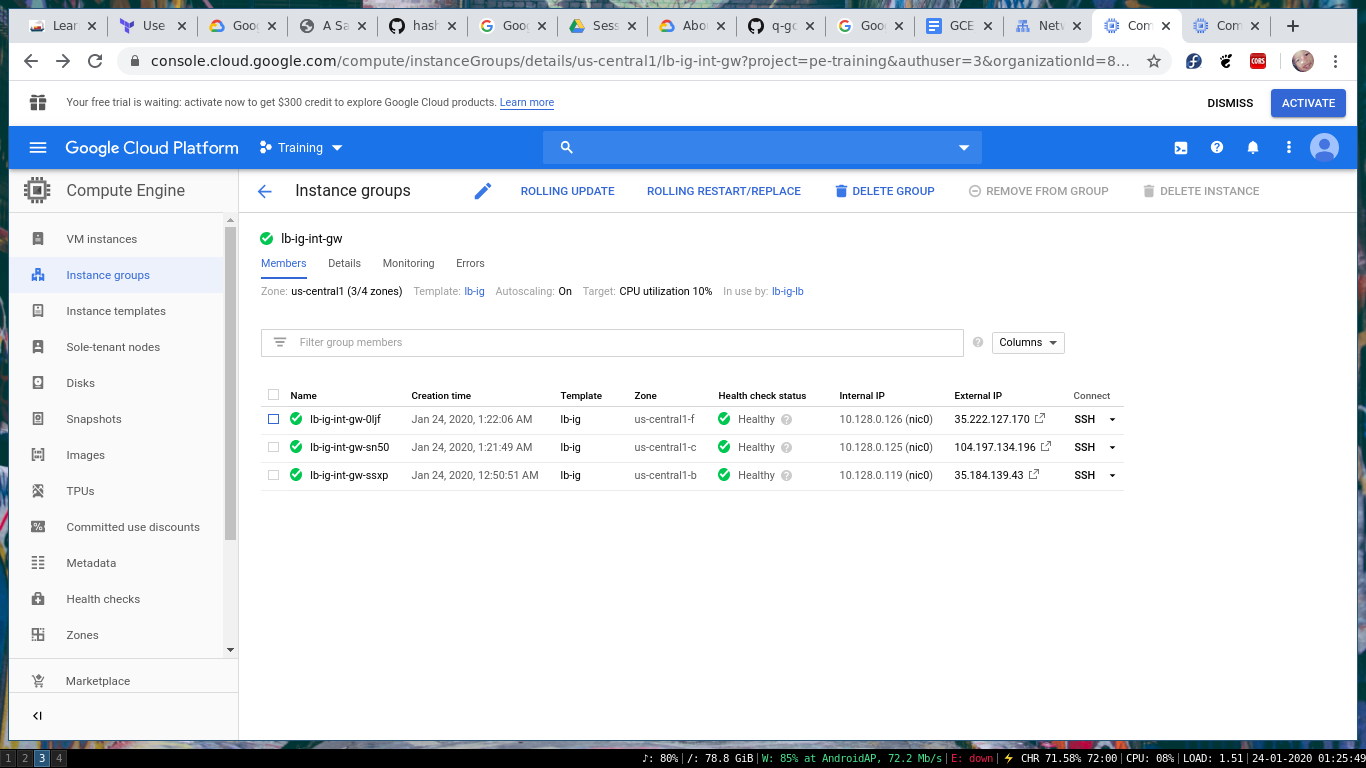 Learn Use Goog A Sa hash Goog Sess Abo q-gc Goo GCE Netw Com Com
console.cloud.google.com/compute/instanceGroups/details/us-central1/lb-ig-int-gw?project=pe-training&authuser=3&organizationId=8...
CORS
Your free trial is waiting: activate now to get $300 credit to explore Google Cloud products. Learn more
DISMISS ACTIVATE
Google Cloud Platform Training
Compute Engine
Instance groups ROLLING UPDATE ROLLING RESTART/REPLACE DELETE GROUP REMOVE FROM GROUP DELETE INSTANCE
VM instances
Instance groups
Instance templates
Sole-tenant nodes
Disks
Snapshots
Images
TPUs
Committed use discounts
Metadata
Health checks
Zones
Marketplace
lb-ig-int-gw
Members Details Monitoring Errors
Zone: us-central1 (3/4 zones) Template: lb-ig Autoscaling: On Target: CPU utilization 10% In use by: lb-ig-lb
Filter group members Columns
Name Creation time Template Zone Health check status Internal IP External IP Connect
lb-ig-int-gw-0ljf Jan 24, 2020, 1:22:06 AM lb-ig us-central1-f Healthy 10.128.0.126 (nic0) 35.222.127.170 SSH
lb-ig-int-gw-sn50 Jan 24, 2020, 1:21:49 AM lb-ig us-central1-c Healthy 10.128.0.125 (nic0) 104.197.134.196 SSH
lb-ig-int-gw-ssxp Jan 24, 2020, 12:50:51 AM lb-ig us-central1-b Healthy 10.128.0.119 (nic0) 35.184.139.43 SSH
1 2 3 4 ♪: 80% /: 78.8 GiB W: 85% at AndroidAP, 72.2 Mb/s E: down ⚡ CHR 71.58% 72:00 CPU: 08% LOAD: 1.51 24-01-2020 01:25:49